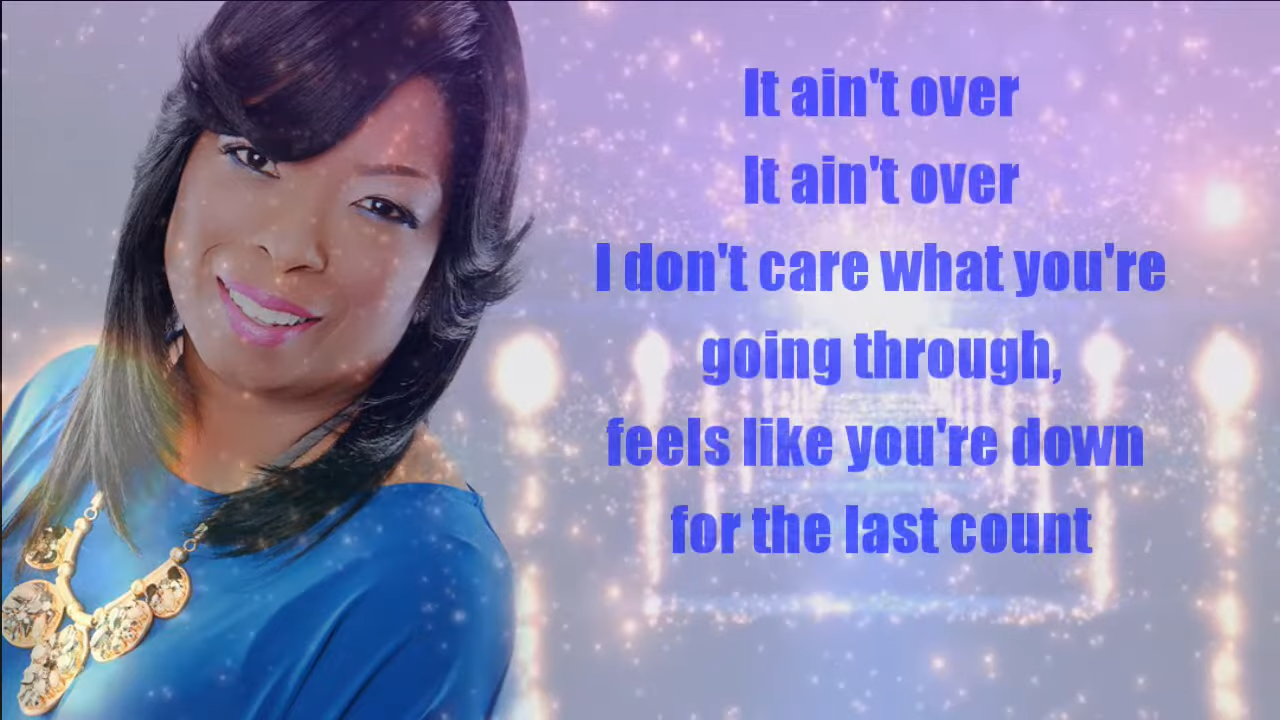 It ain't over
It ain't over
I don't care what you're
going through,
feels like you're down
for the last count